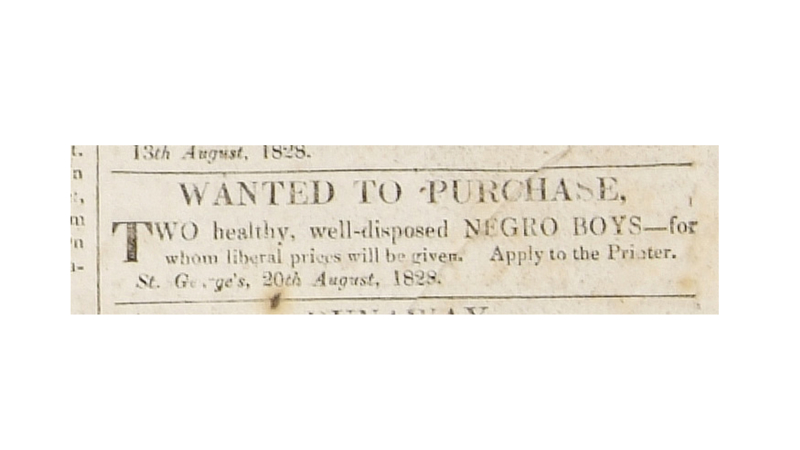 t.
13th August, 1828.
n
WANTED TO PURCHASE,
m
TWO healthy, well-disposed NEGRO BOYS—for
n
whom liberal prices will be given. Apply to the Printer.
St. George's, 20th August, 1828.
RUNAWAY